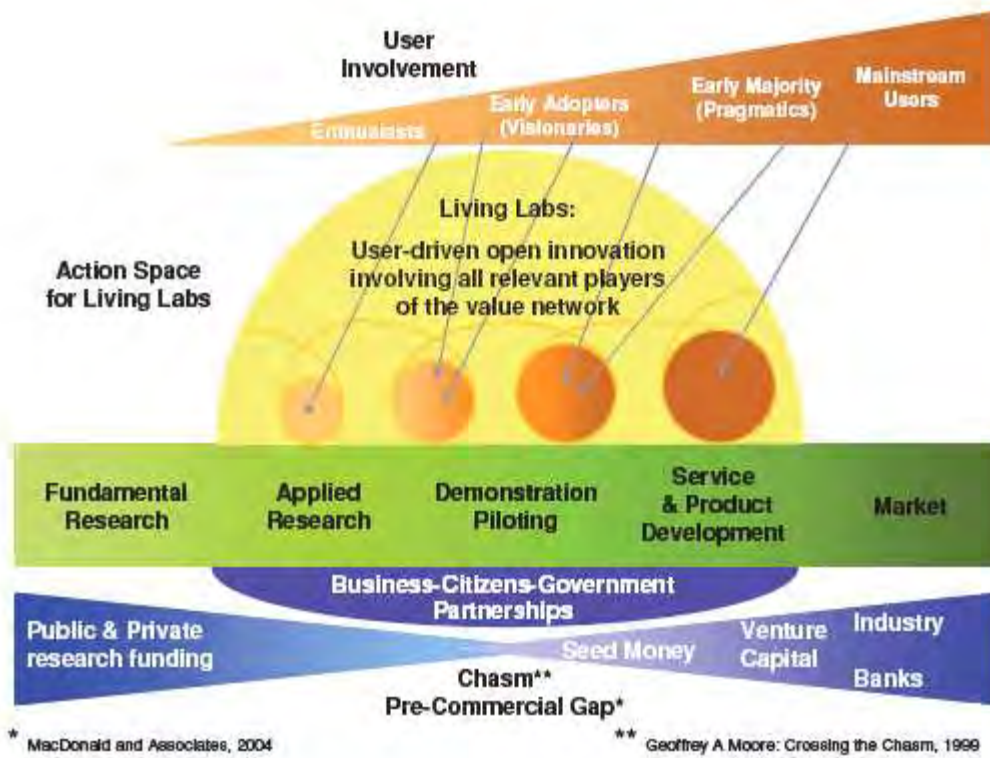 User
Involvement
Enthusiasts
Early Adopters
(Visionaries)
Early Majority
(Pragmatics)
Mainstream
Users
Living Labs:
User-driven open innovation
involving all relevant players
of the value network
Action Space
for Living Labs
Fundamental
Research
Applied
Research
Demonstration
Piloting
Service
& Product
Development
Market
Business-Citizens-Government
Partnerships
Public & Private
research funding
Seed Money
Venture
Capital
Industry
Banks
Chasm**
Pre-Commercial Gap*
* MacDonald and Associates, 2004
** Geoffrey A Moore: Crossing the Chasm, 1999